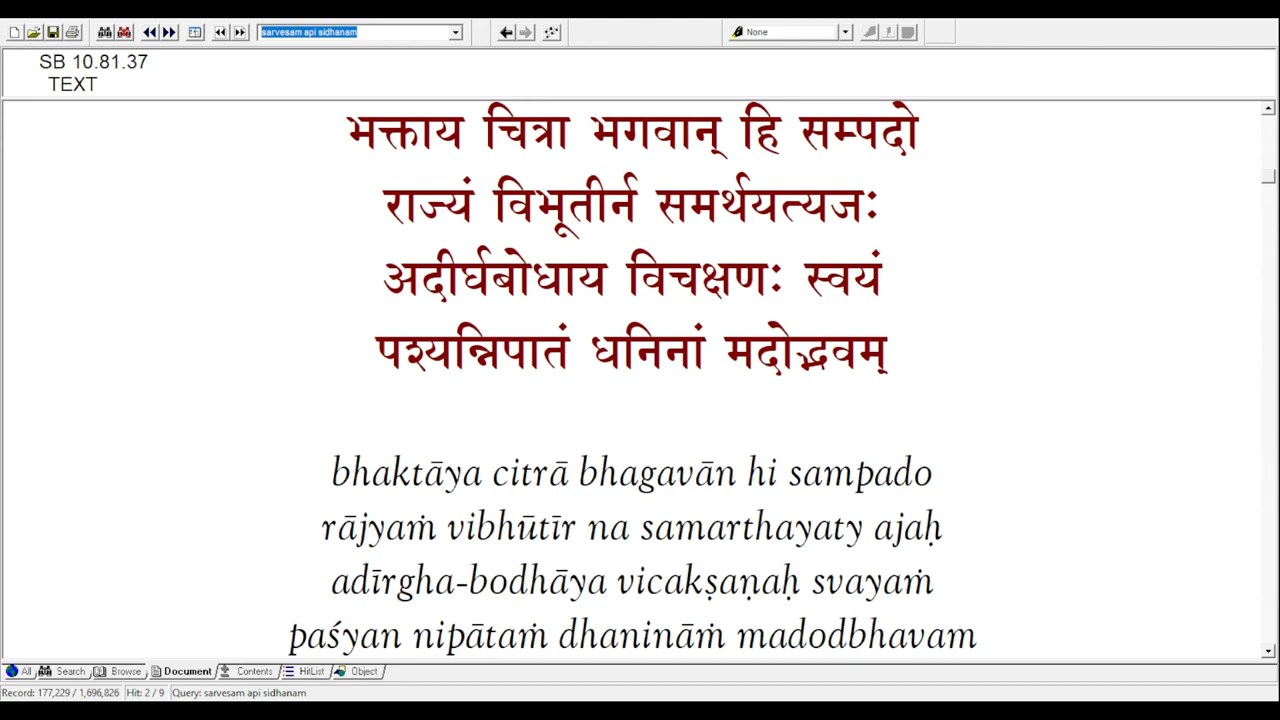 sarvesam api sidhanam
None
SB 10.81.37
TEXT
भक्ताय चित्रा भगवान् हि सम्पदो
राज्यं विभूतीर्न समर्थयत्यजः
अदीर्घबोधाय विचक्षणः स्वयं
पश्यन्निपातं धनिनां मदोद्भवम्
bhaktāya citrā bhagavān hi sampado
rājyaṁ vibhūtīr na samarthayaty ajaḥ
adīrgha-bodhāya vicakṣaṇaḥ svayaṁ
paśyan nipātaṁ dhanināṁ madodbhavam
All Search Browse Document Contents HitList Object
Record: 177,229 / 1,696,826 Hit: 2 / 9 Query: sarvesam api sidhanam